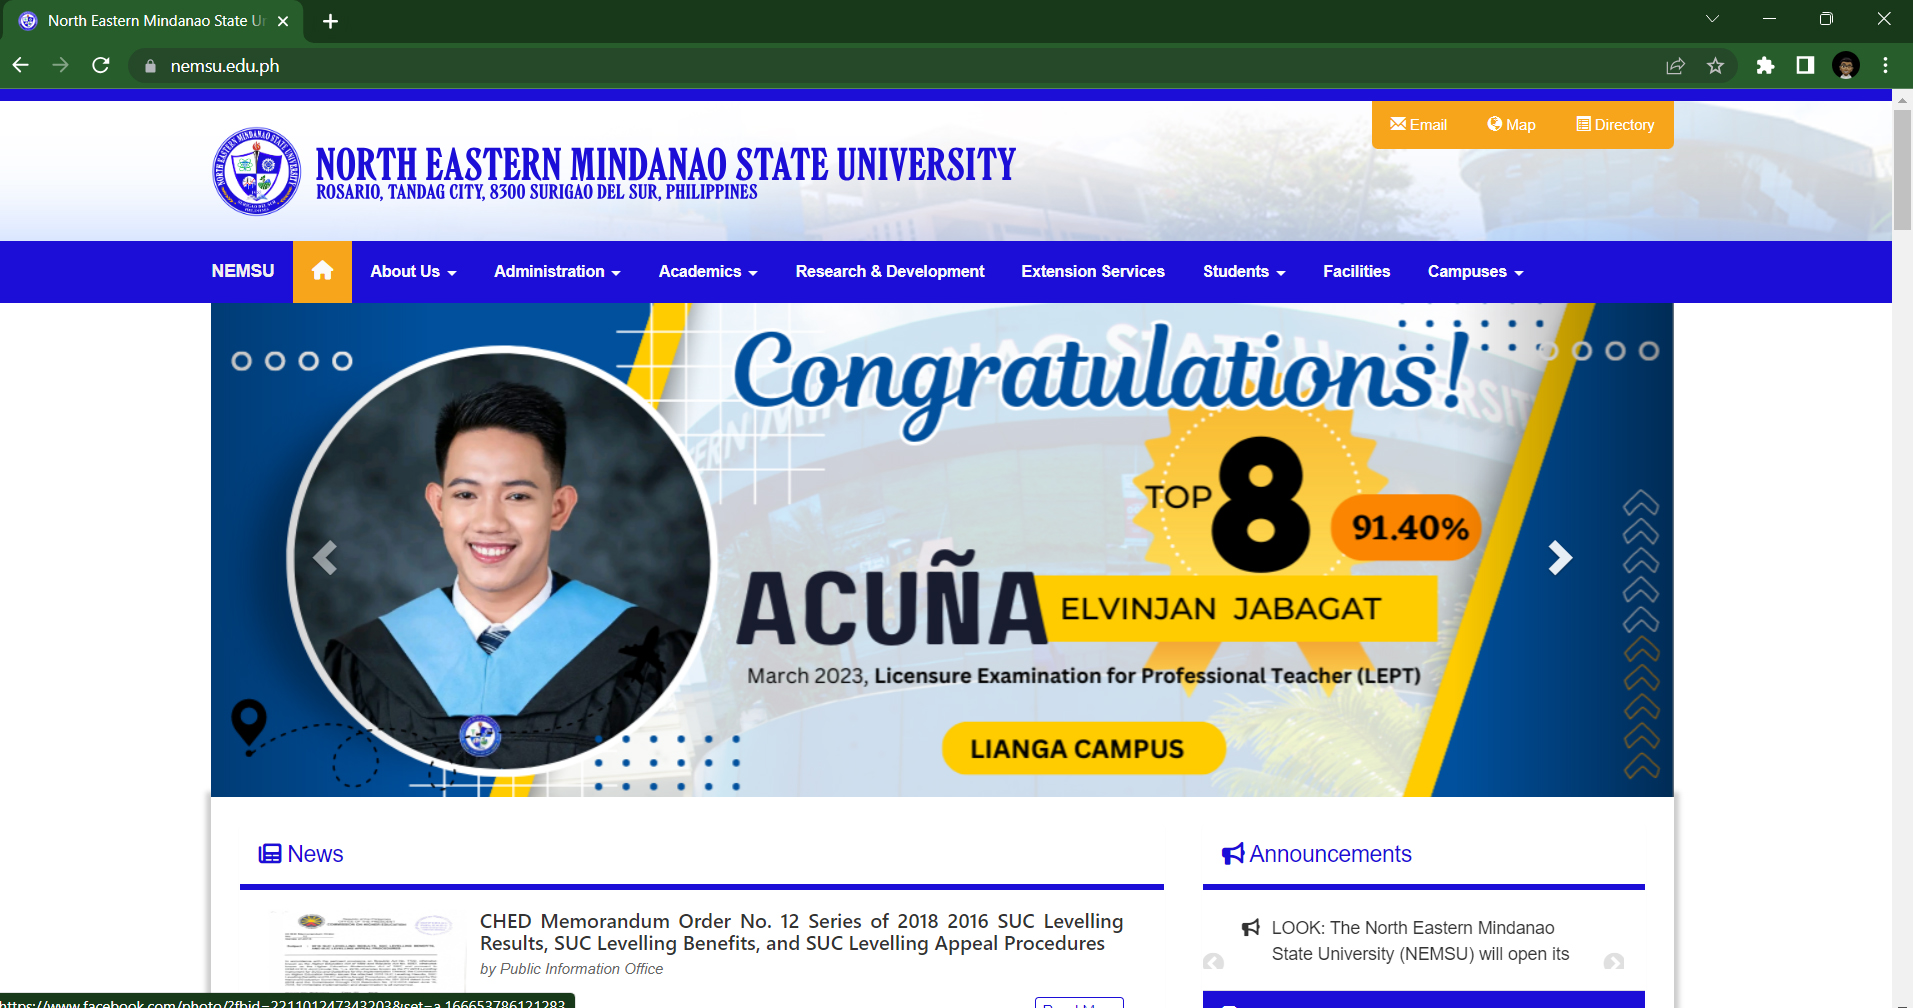 North Eastern Mindanao State Un
nemsu.edu.ph
Email
Map
Directory
NORTH EASTERN MINDANAO STATE UNIVERSITY
ROSARIO, TANDAG CITY, 8300 SURIGAO DEL SUR, PHILIPPINES
NEMSU
About Us
Administration
Academics
Research & Development
Extension Services
Students
Facilities
Campuses
Congratulations!
TOP 8
91.40%
ACUÑA
ELVINJAN JABAGAT
March 2023, Licensure Examination for Professional Teacher (LEPT)
LIANGA CAMPUS
News
Announcements
CHED Memorandum Order No. 12 Series of 2018 2016 SUC Levelling
Results, SUC Levelling Benefits, and SUC Levelling Appeal Procedures
by Public Information Office
LOOK: The North Eastern Mindanao
State University (NEMSU) will open its
https://www.facebook.com/photo/?fbid=221101247343203&set=a.166653786121283